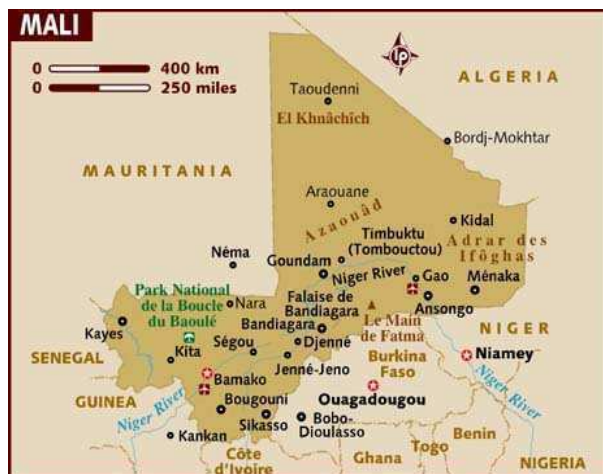 MALI
0 400 km
0 250 miles
lp
ALGERIA
Taoudenni
El Khnâchîch
Bordj-Mokhtar
MAURITANIA
Araouane
Azaouâd
Kidal
Timbuktu
(Tombouctou)
Adrar des
Ifôghas
Néma
Goundam
Niger River
Gao
Ménaka
Park National
de la Boucle
du Baoulé
Nara
Falaise de
Bandiagara
Ansongo
Kayes
Bandiagara
Le Main
de Fatma
NIGER
Ségou
Djenné
SENEGAL
Kita
Jenné-Jeno
Burkina
Faso
Niamey
Bamako
GUINEA
Bougouni
Ouagadougou
Niger River
Niger River
Sikasso
Bobo-
Dioulasso
Kankan
Benin
Togo
Ghana
Côte
d'Ivoire
NIGERIA